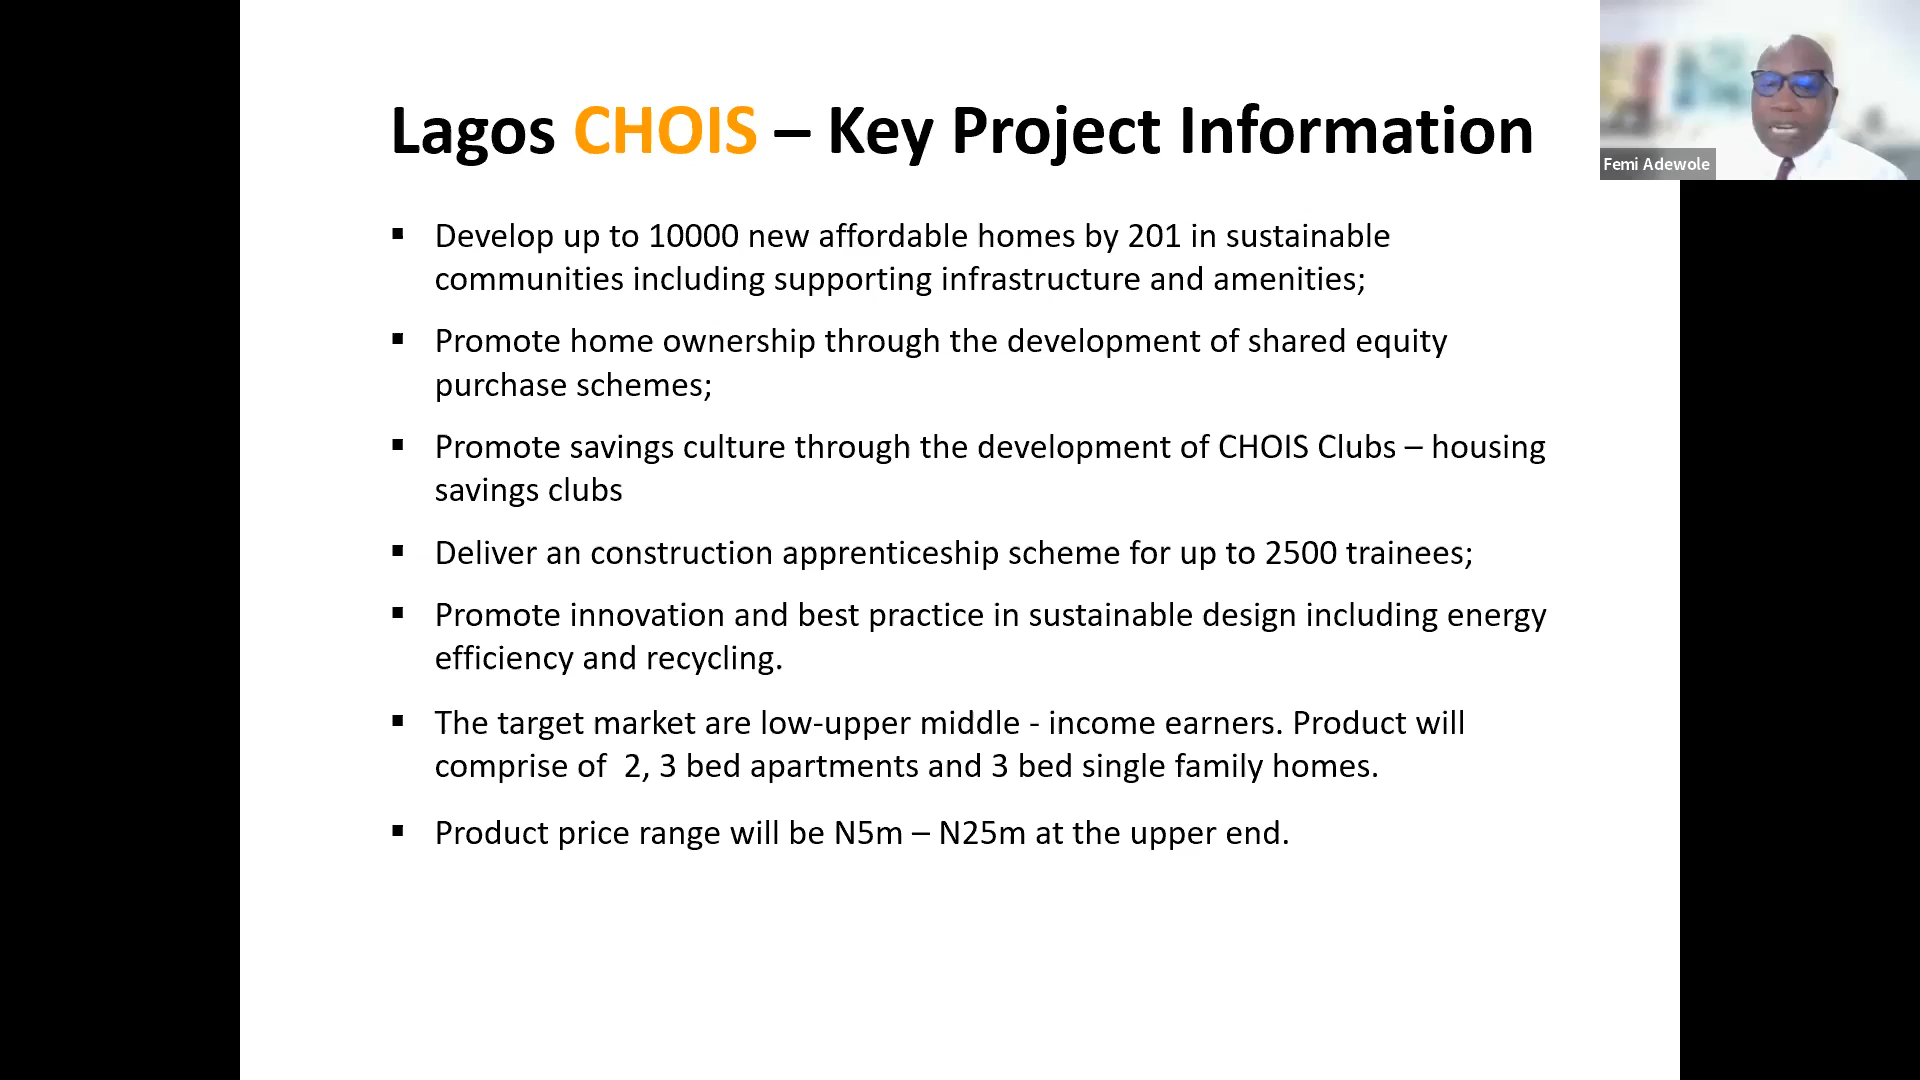 Lagos CHOIS – Key Project Information
Femi Adewole
▪ Develop up to 10000 new affordable homes by 201 in sustainable
communities including supporting infrastructure and amenities;
▪ Promote home ownership through the development of shared equity
purchase schemes;
▪ Promote savings culture through the development of CHOIS Clubs – housing
savings clubs
▪ Deliver an construction apprenticeship scheme for up to 2500 trainees;
▪ Promote innovation and best practice in sustainable design including energy
efficiency and recycling.
▪ The target market are low-upper middle - income earners. Product will
comprise of  2, 3 bed apartments and 3 bed single family homes.
▪ Product price range will be N5m – N25m at the upper end.